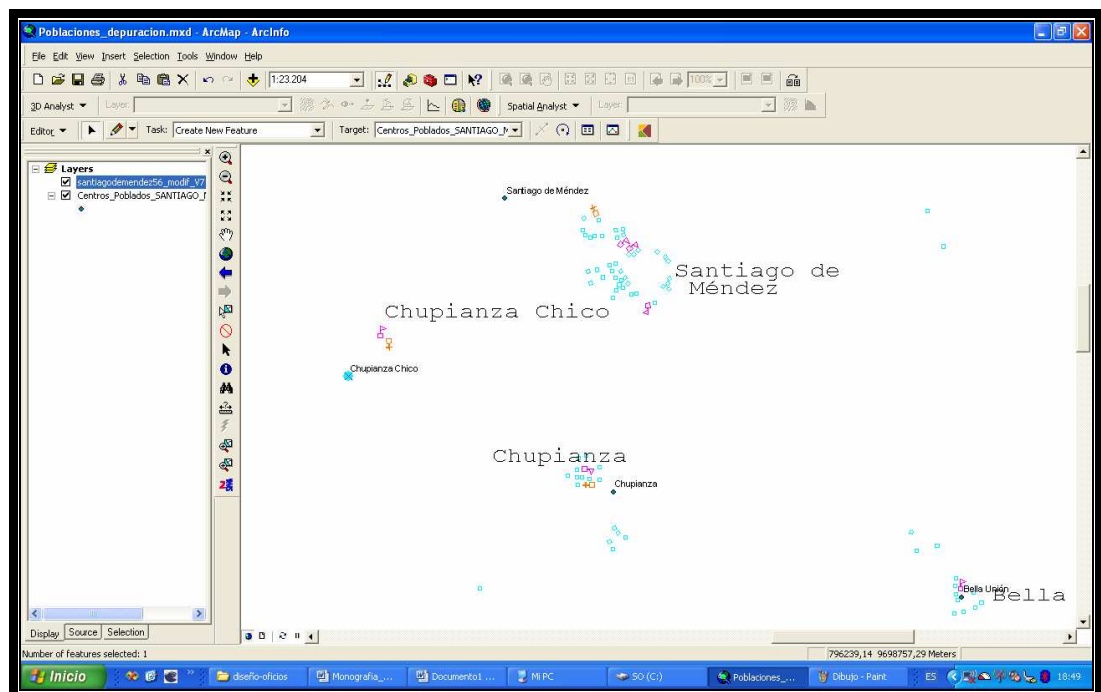 Poblaciones_depuracion.mxd - ArcMap - ArcInfo
File Edit View Insert Selection Tools Window Help
1:23.204
100%
3D Analyst Layer: Spatial Analyst Layer:
Editor Task: Create New Feature Target: Centros_Poblados_SANTIAGO_M
Layers
santiagodemendez56_modif_V7
Centros_Poblados_SANTIAGO_M
Santiago de Méndez
Santiago de
Méndez
Chupianza Chico
Chupianza Chico
Chupianza
Chupianza
Bella Unión
Bella
Display Source Selection
Number of features selected: 1
796239,14 9698757,29 Meters
Inicio
diseño-oficios
Monografia_...
Documento1 ...
Mi PC
SO (C:)
Poblaciones_...
Dibujo - Paint
ES
18:49